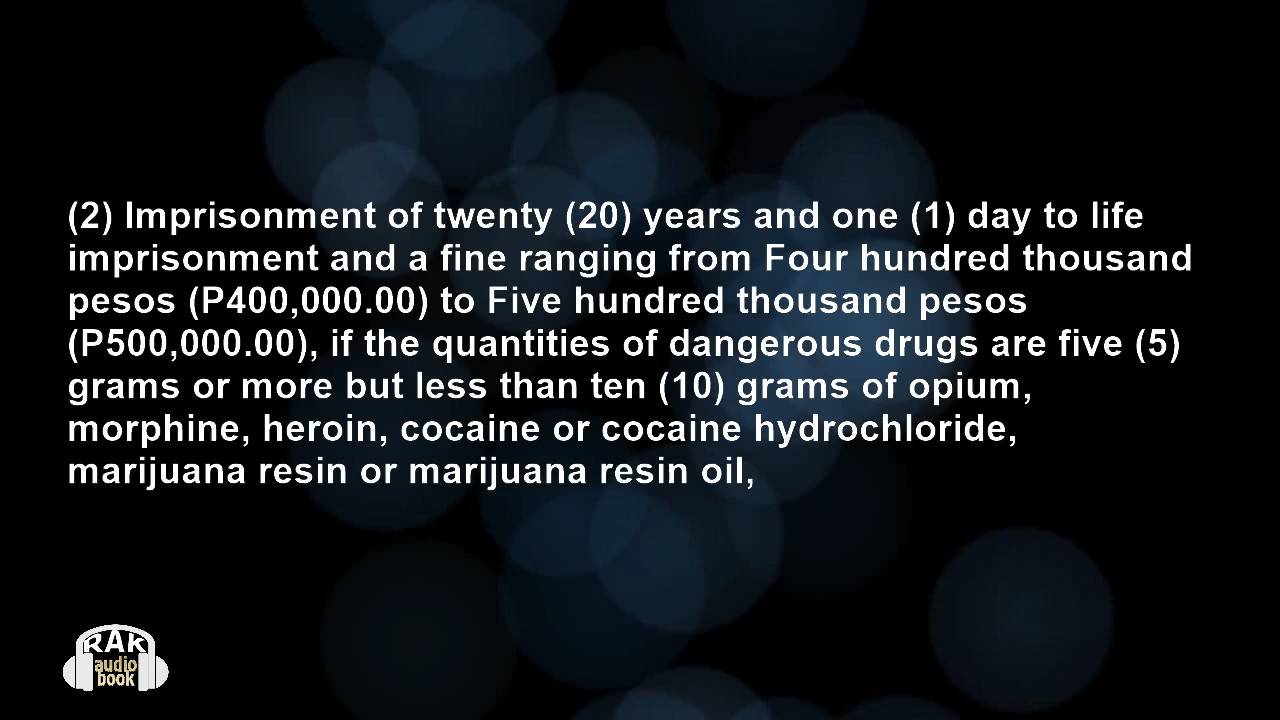 (2) Imprisonment of twenty (20) years and one (1) day to life
imprisonment and a fine ranging from Four hundred thousand
pesos (P400,000.00) to Five hundred thousand pesos
(P500,000.00), if the quantities of dangerous drugs are five (5)
grams or more but less than ten (10) grams of opium,
morphine, heroin, cocaine or cocaine hydrochloride,
marijuana resin or marijuana resin oil,
RAK
audio
book